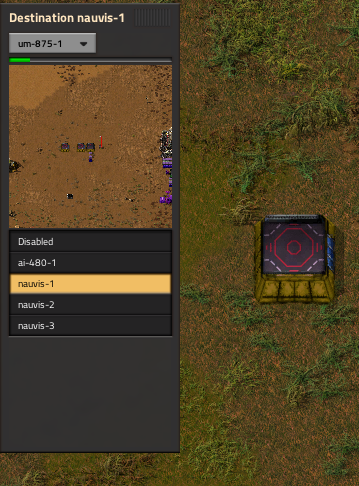 Destination nauvis-1
um-875-1
Disabled
ai-480-1
nauvis-1
nauvis-2
nauvis-3